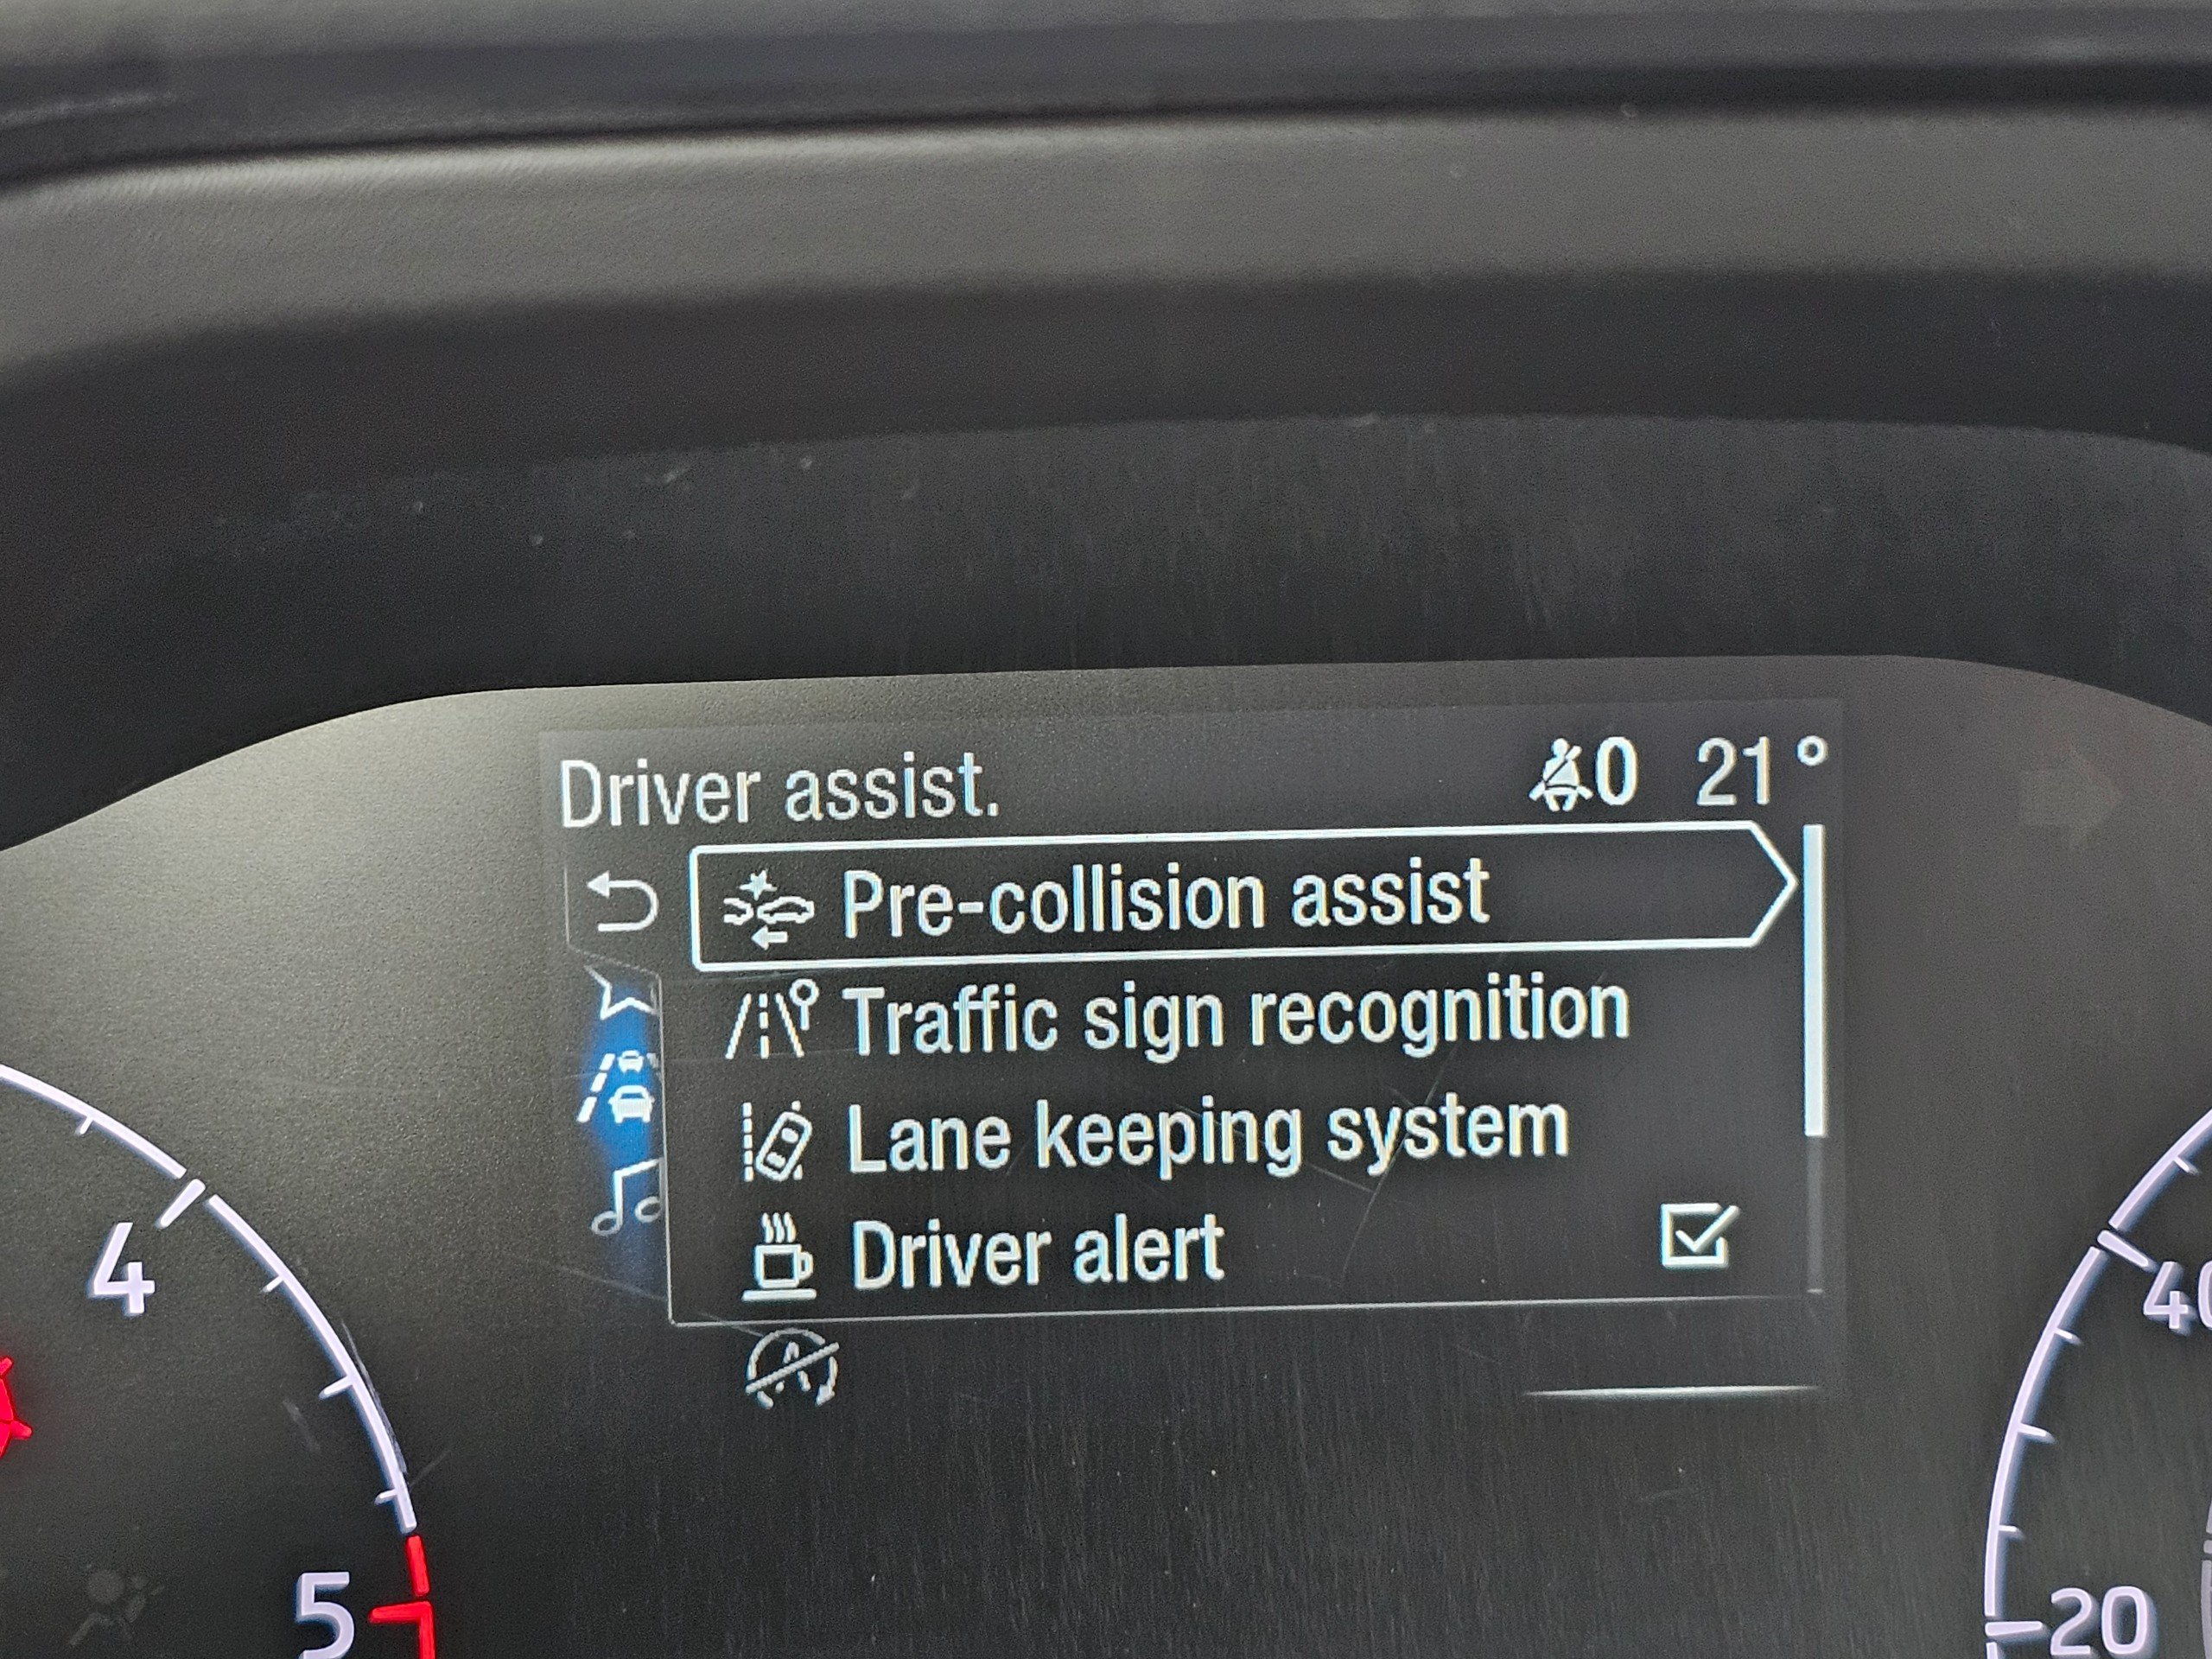 Driver assist. 0 21°
Pre-collision assist
Traffic sign recognition
Lane keeping system
Driver alert
4
5
20